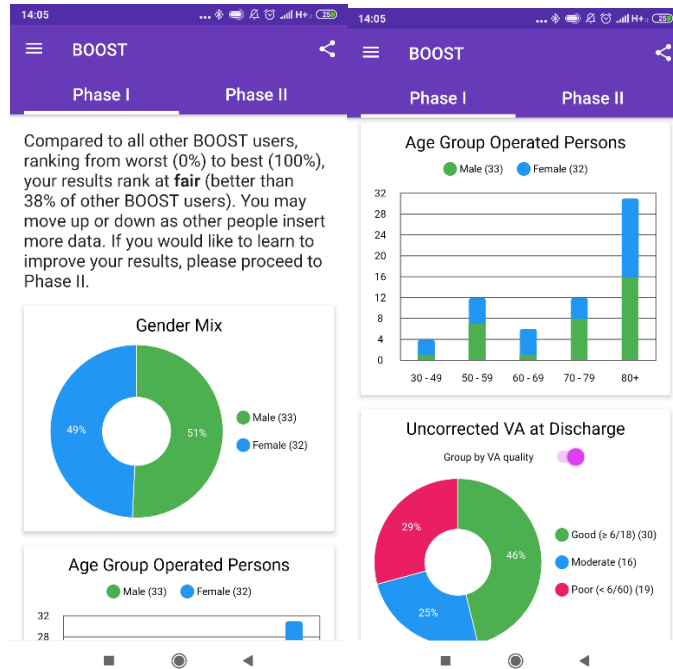 14:05
... H+ 25
BOOST
Phase I Phase II
Compared to all other BOOST users,
ranking from worst (0%) to best (100%),
your results rank at fair (better than
38% of other BOOST users). You may
move up or down as other people insert
more data. If you would like to learn to
improve your results, please proceed to
Phase II.
Gender Mix
49%
51%
Male (33)
Female (32)
Age Group Operated Persons
Male (33) Female (32)
32
28
14:05
... H+ 25
BOOST
Phase I Phase II
Age Group Operated Persons
Male (33) Female (32)
32
28
24
20
16
12
8
4
0
30 - 49 50 - 59 60 - 69 70 - 79 80+
Uncorrected VA at Discharge
Group by VA quality
29%
46%
25%
Good (≥ 6/18) (30)
Moderate (16)
Poor (< 6/60) (19)